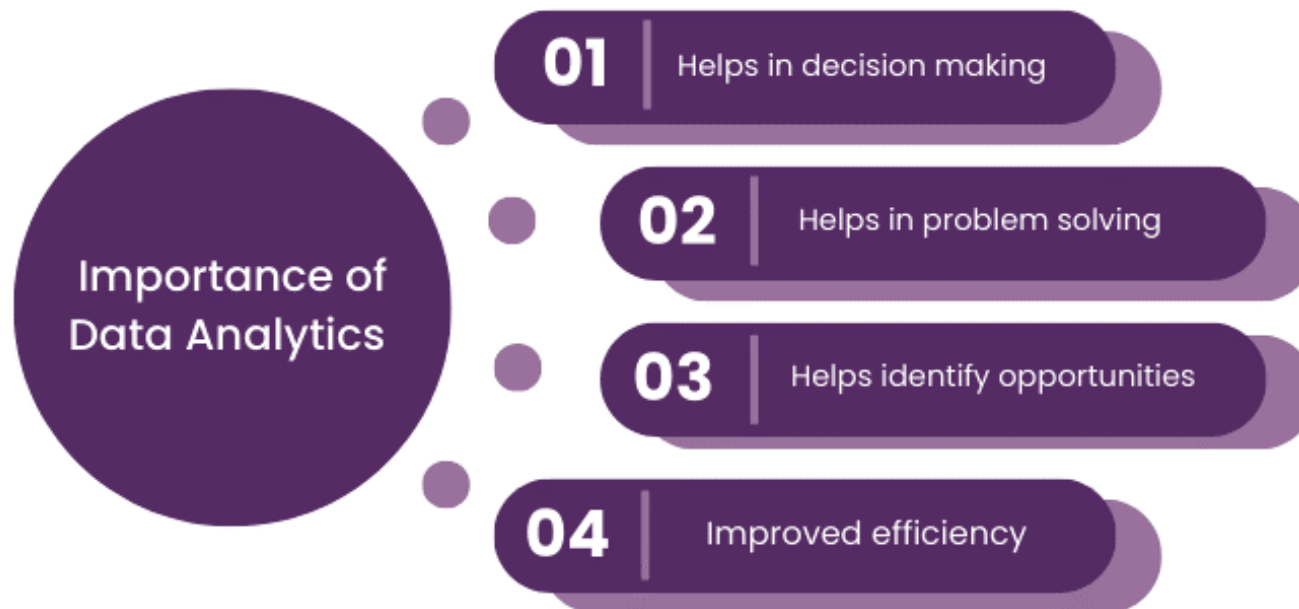 Importance of
Data Analytics
01 Helps in decision making
02 Helps in problem solving
03 Helps identify opportunities
04 Improved efficiency